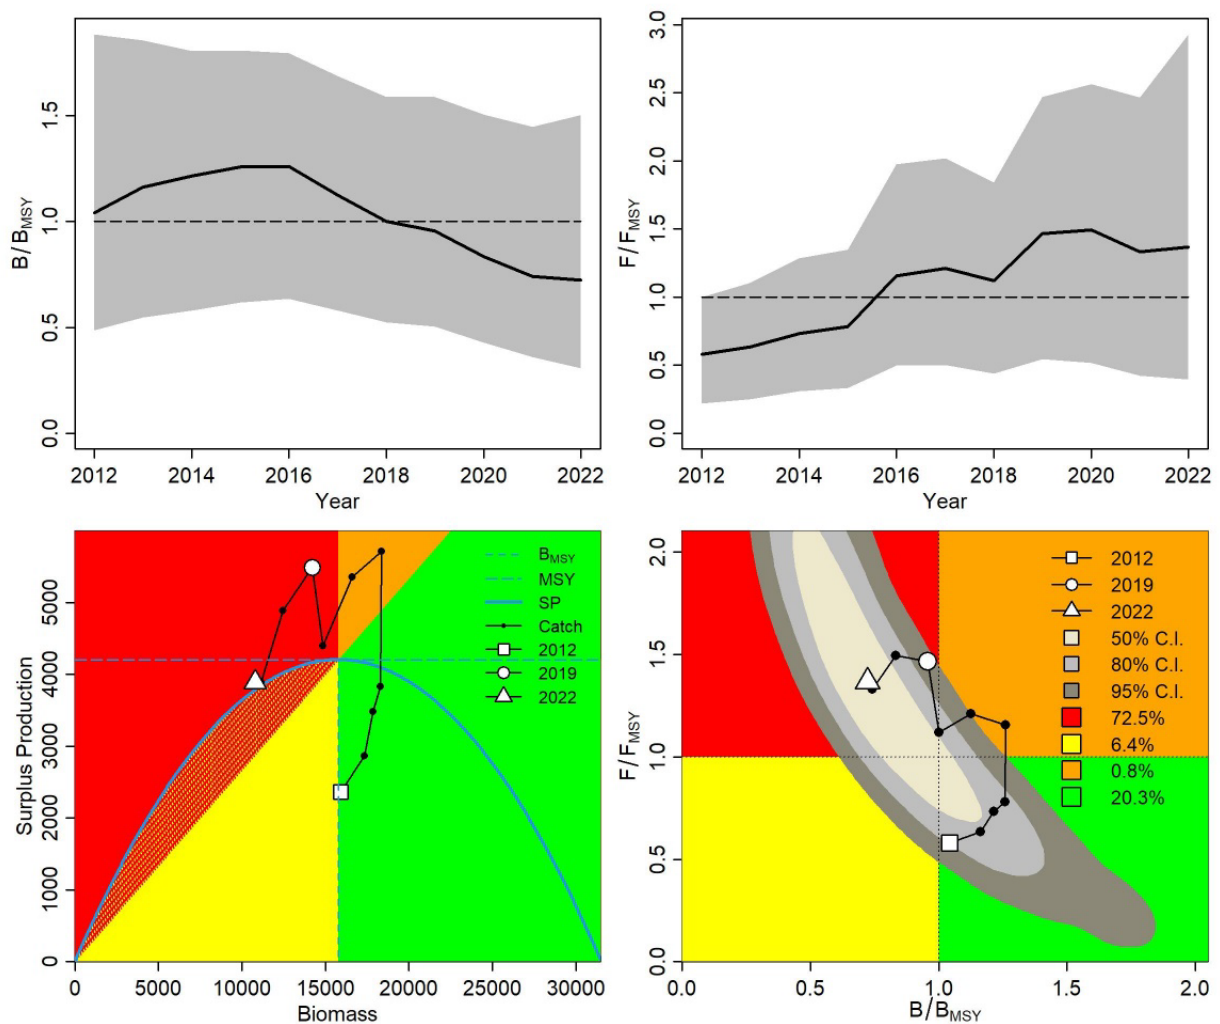 B/BMSY
0.0 0.5 1.0 1.5
2012 2014 2016 2018 2020 2022
Year
F/FMSY
0.0 0.5 1.0 1.5 2.0 2.5 3.0
2012 2014 2016 2018 2020 2022
Year
Surplus Production
0 1000 2000 3000 4000 5000
BMSY
MSY
SP
Catch
2012
2019
2022
0 5000 10000 15000 20000 25000 30000
Biomass
F/FMSY
0.0 0.5 1.0 1.5 2.0
2012
2019
2022
50% C.I.
80% C.I.
95% C.I.
72.5%
6.4%
0.8%
20.3%
0.0 0.5 1.0 1.5 2.0
B/BMSY